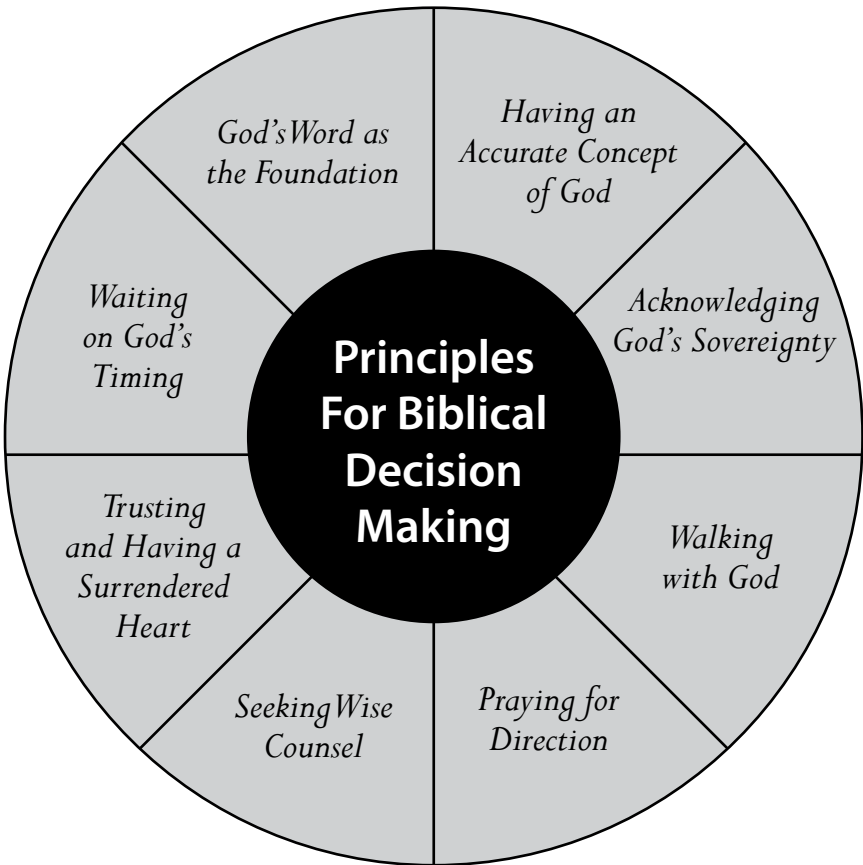 Principles
For Biblical
Decision
Making
God's Word as
the Foundation
Having an
Accurate Concept
of God
Acknowledging
God's Sovereignty
Walking
with God
Praying for
Direction
Seeking Wise
Counsel
Trusting
and Having a
Surrendered
Heart
Waiting
on God's
Timing